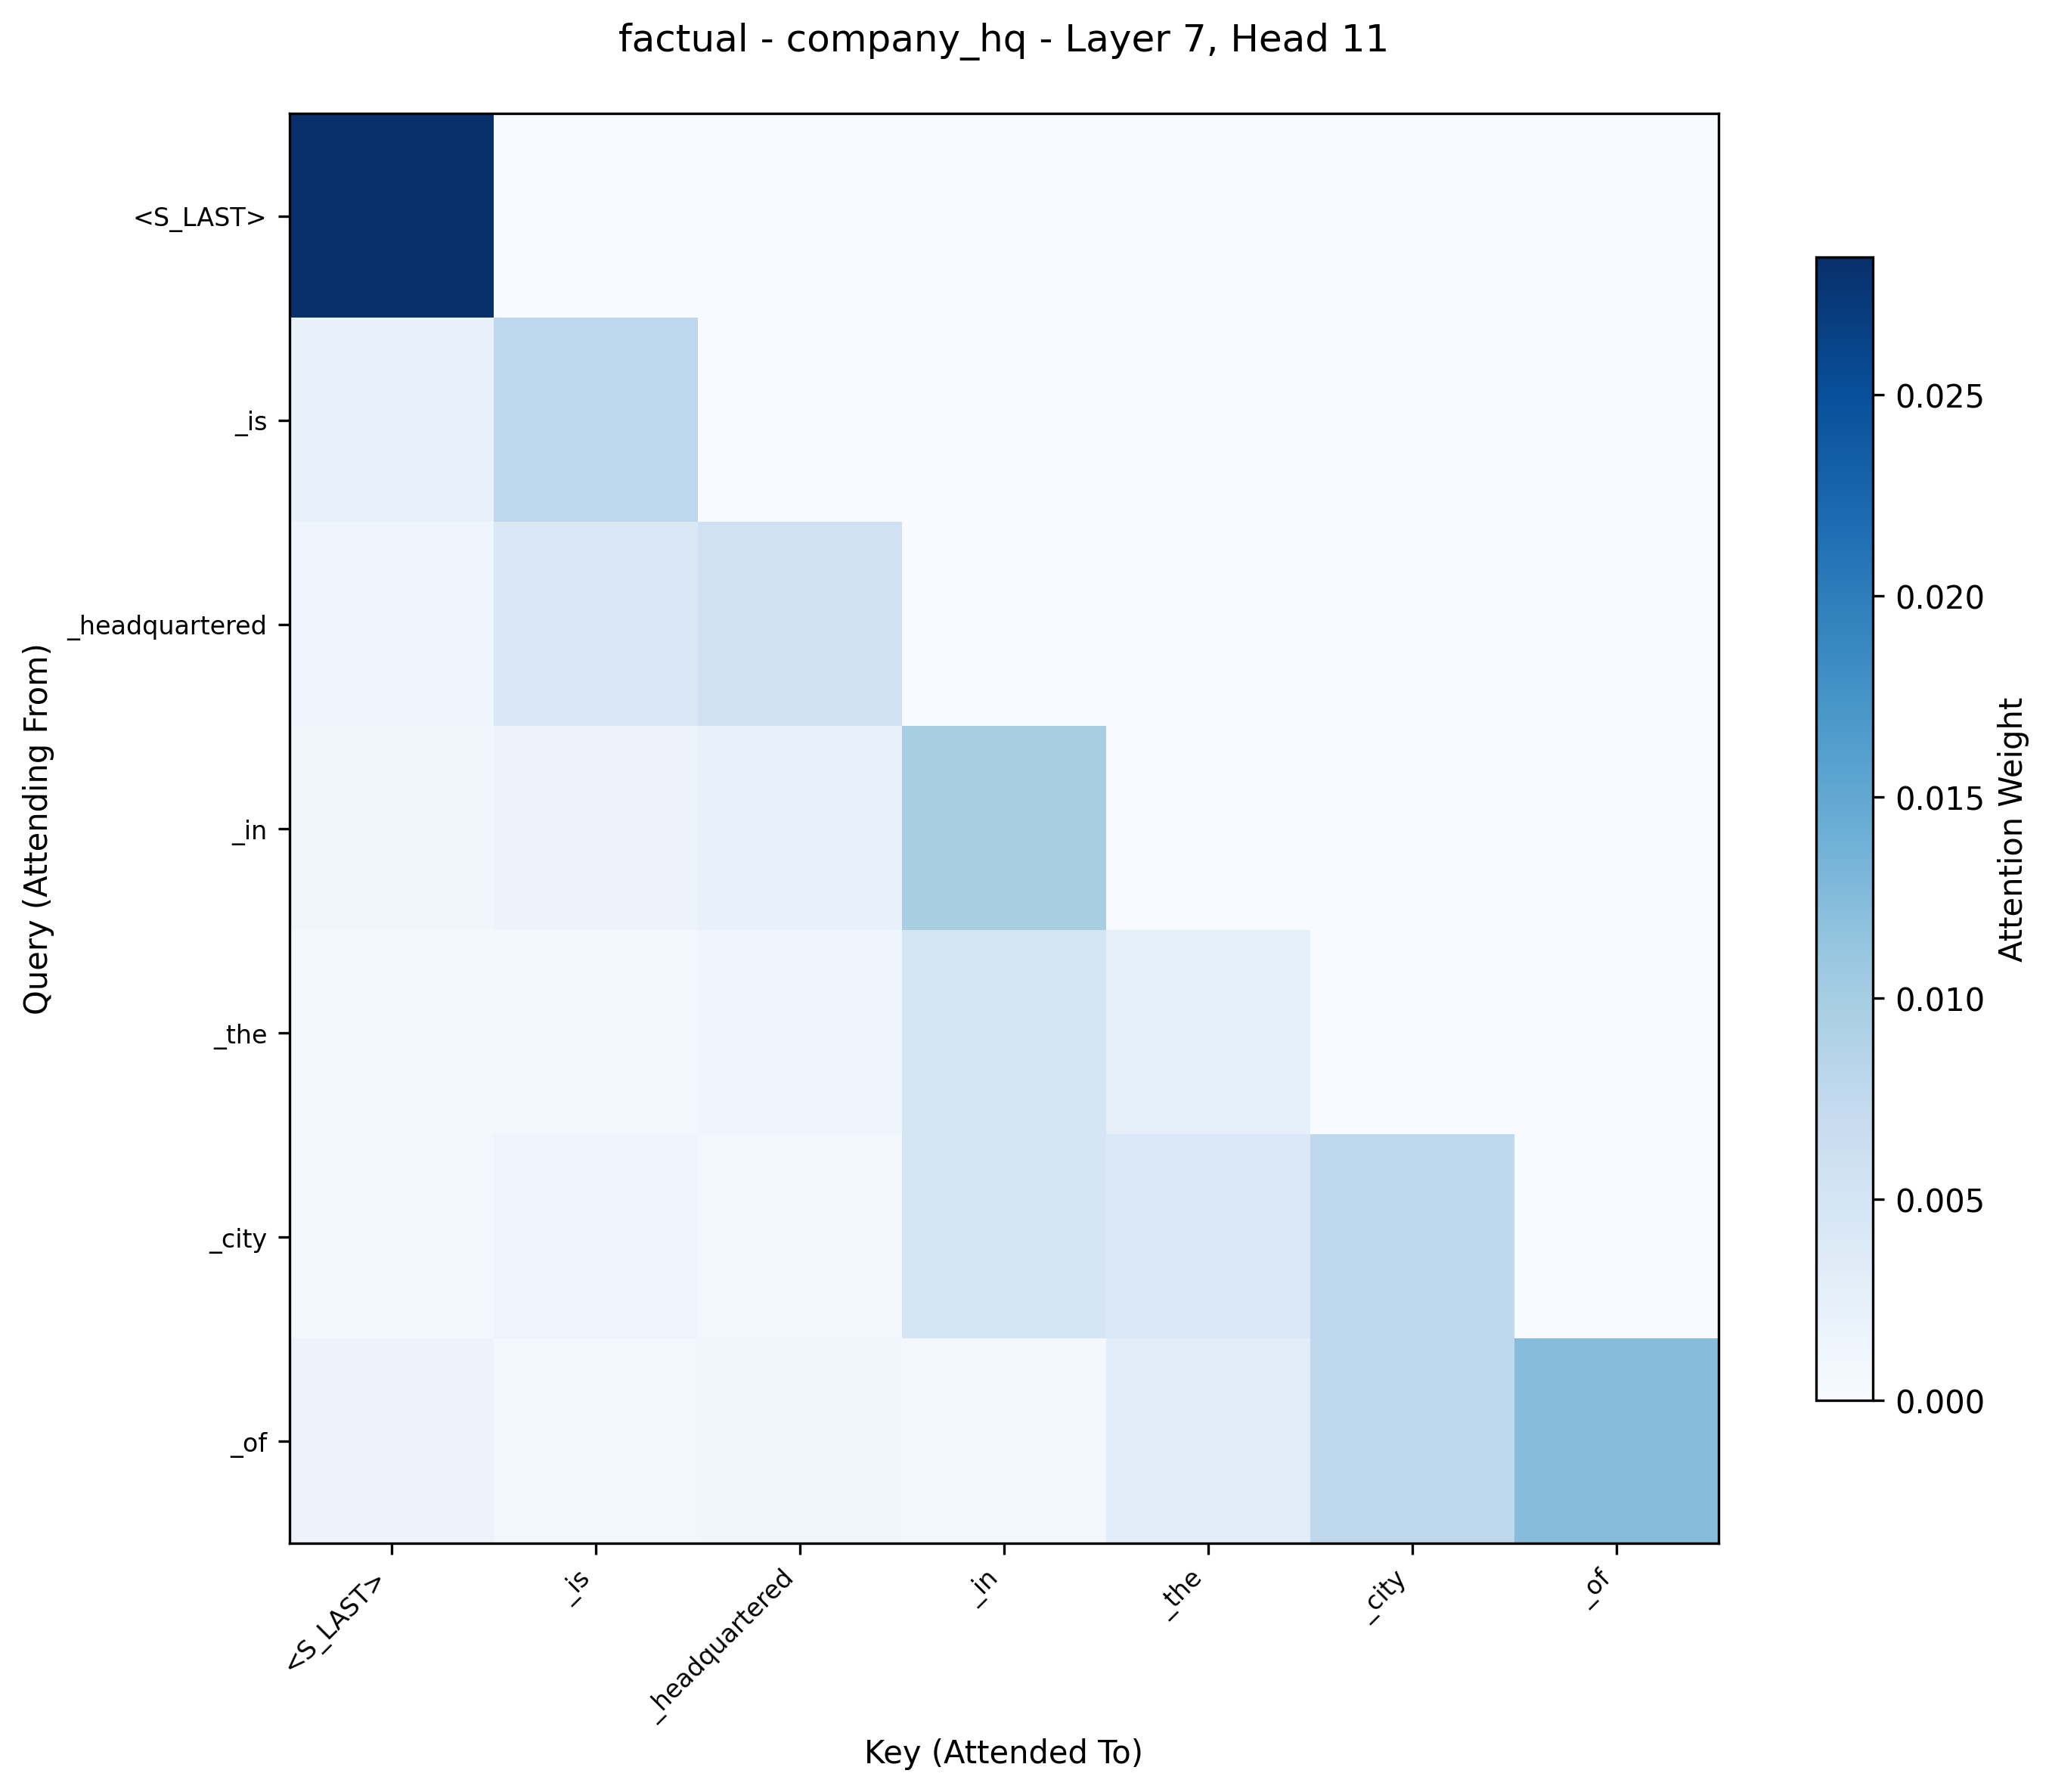 factual - company_hq - Layer 7, Head 11
Query (Attending From)
<S_LAST>
_is
_headquartered
_in
_the
_city
_of
<S_LAST>
_is
_headquartered
_in
_the
_city
_of
Key (Attended To)
0.025
0.020
0.015
0.010
0.005
0.000
Attention Weight